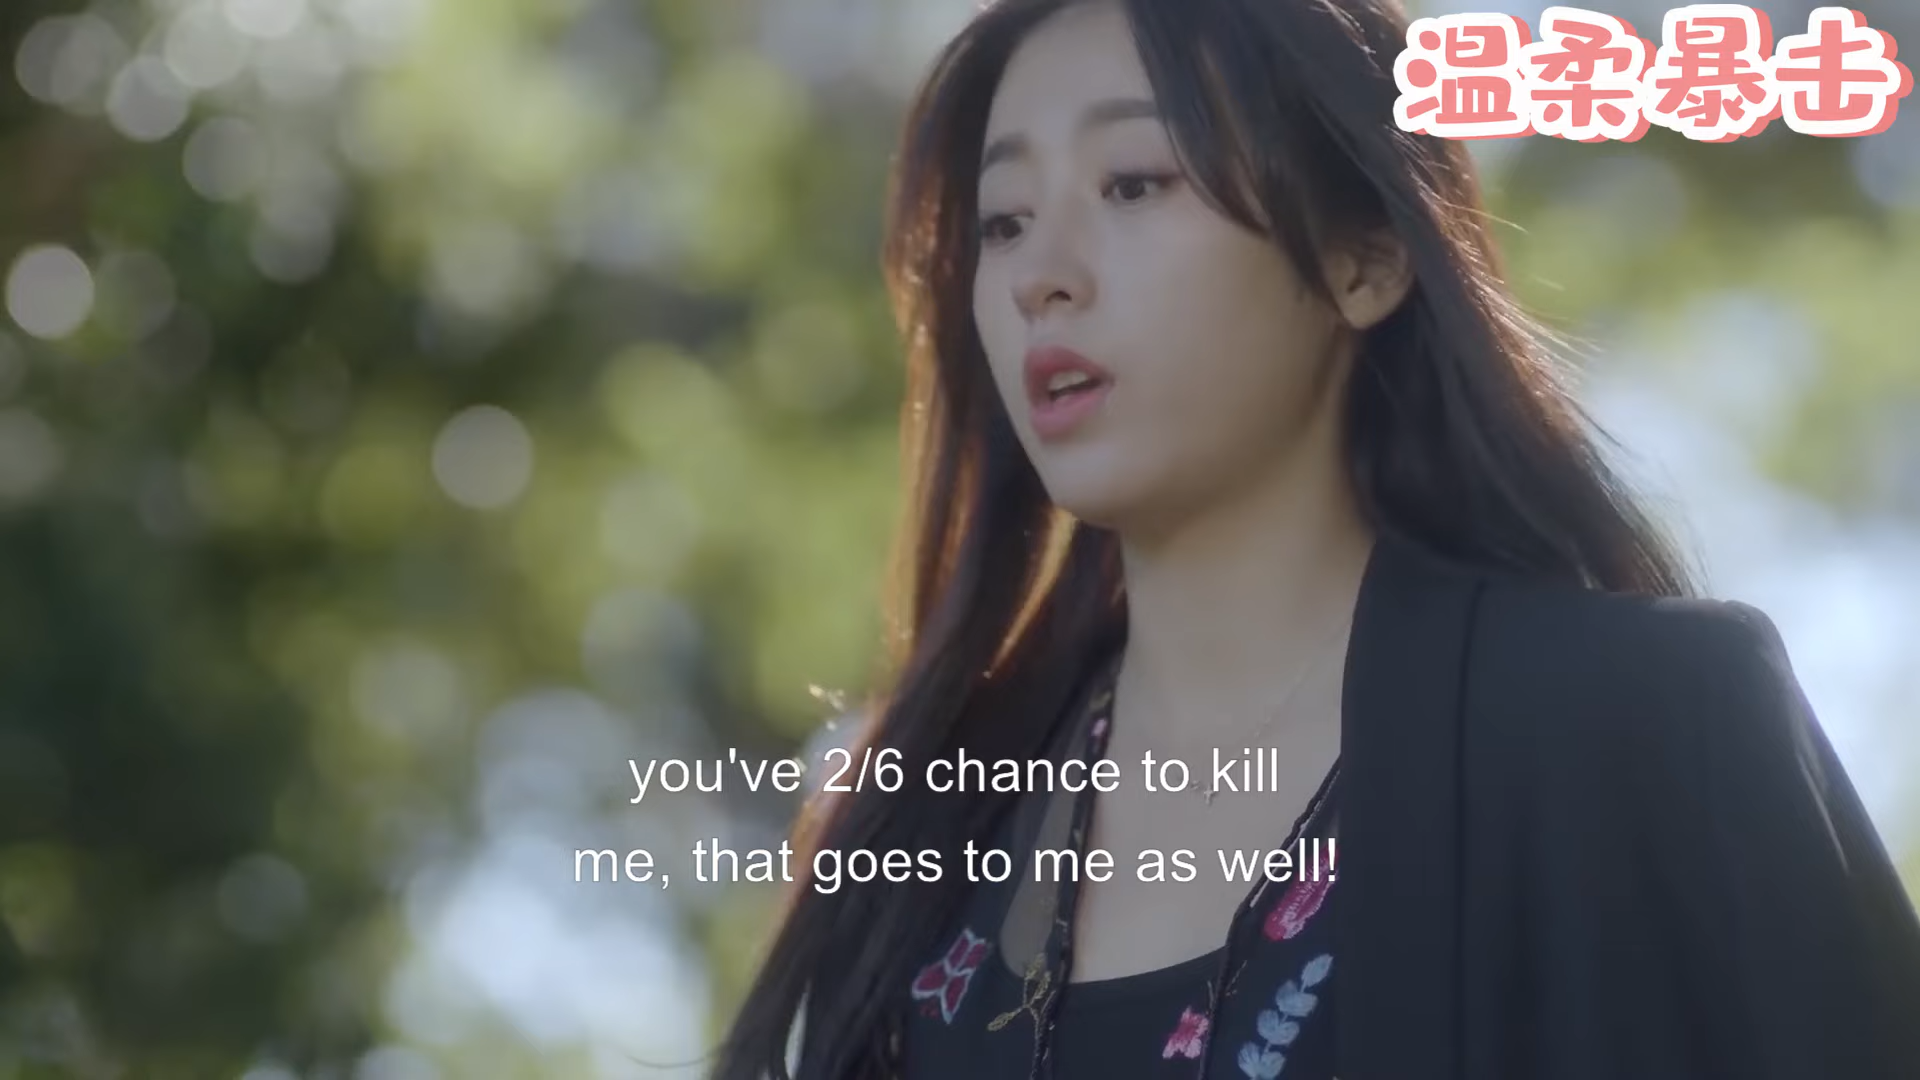 温柔暴击
you've 2/6 chance to kill
me, that goes to me as well!